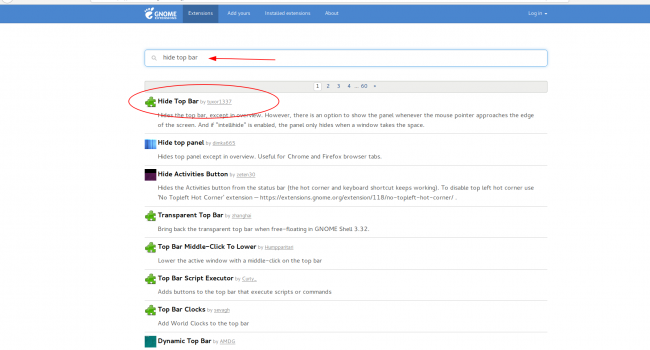 GNOME Extensions Extensions Add yours Installed extensions About Log in
hide top bar
1 2 3 4 ... 60 »
Hide Top Bar by tuxor1337
Hides the top bar, except in overview. However, there is an option to show the panel whenever the mouse pointer approaches the edge
of the screen. And if "intellihide" is enabled, the panel only hides when a window takes the space.
Hide top panel by
Hides top panel except in overview. Useful for Chrome and Firefox browser tabs.
Hide Activities Button by
Hides the Activities button from the status bar (the hot corner and keyboard shortcut keeps working). To disable top left hot corner use
'No Topleft Hot Corner' extension — https://extensions.gnome.org/extension/118/no-topleft-hot-corner/ .
Transparent Top Bar by zhanghai
Bring back the transparent top bar when free-floating in GNOME Shell 3.32.
Top Bar Middle-Click To Lower by
Lower the active window with a middle-click on the top bar
Top Bar Script Executor by
Adds buttons to the top bar that execute scripts or commands
Top Bar Clocks by
Add World Clocks to the top bar
Dynamic Top Bar by AMDG